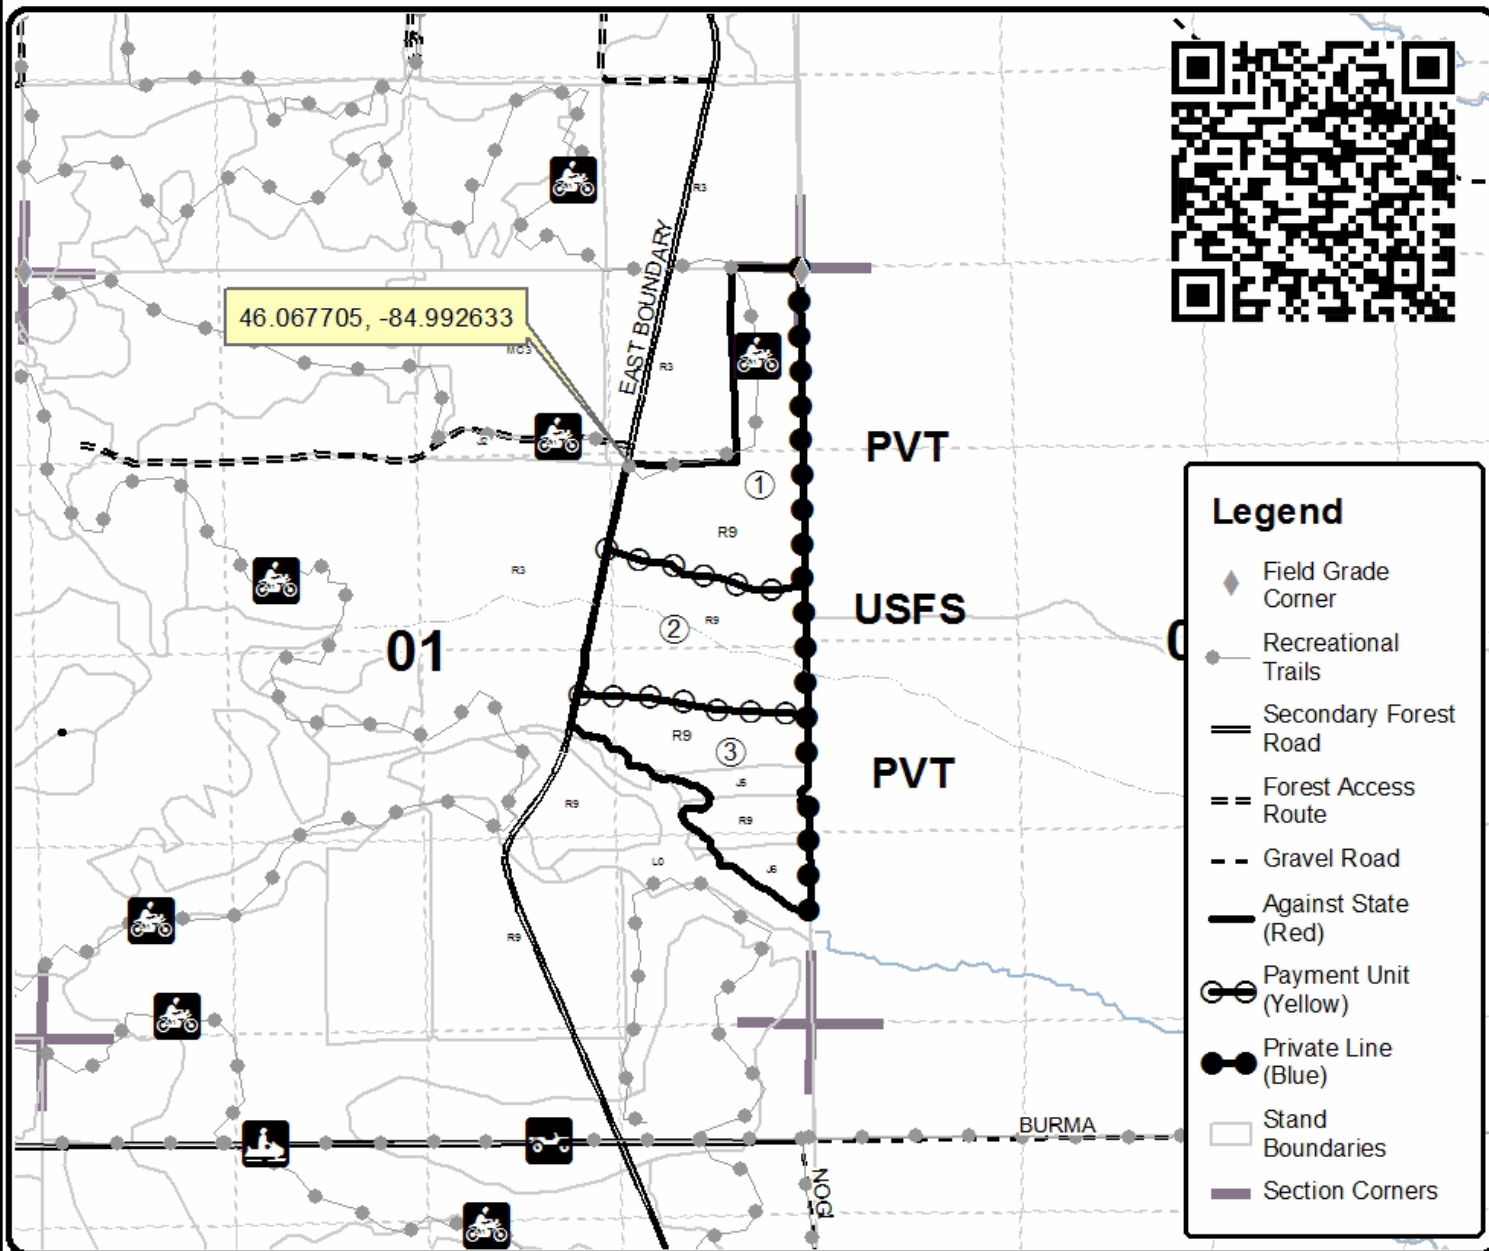 R3
EAST BOUNDARY
46.067705, -84.992633
MC3
R3
J2
PVT
1
R9
R3
USFS
2
R9
01
0
R9
3
PVT
J5
R9
R9
L0
J6
R9
BURMA
NOG
Legend
Field Grade
Corner
Recreational
Trails
Secondary Forest
Road
Forest Access
Route
Gravel Road
Against State
(Red)
Payment Unit
(Yellow)
Private Line
(Blue)
Stand
Boundaries
Section Corners